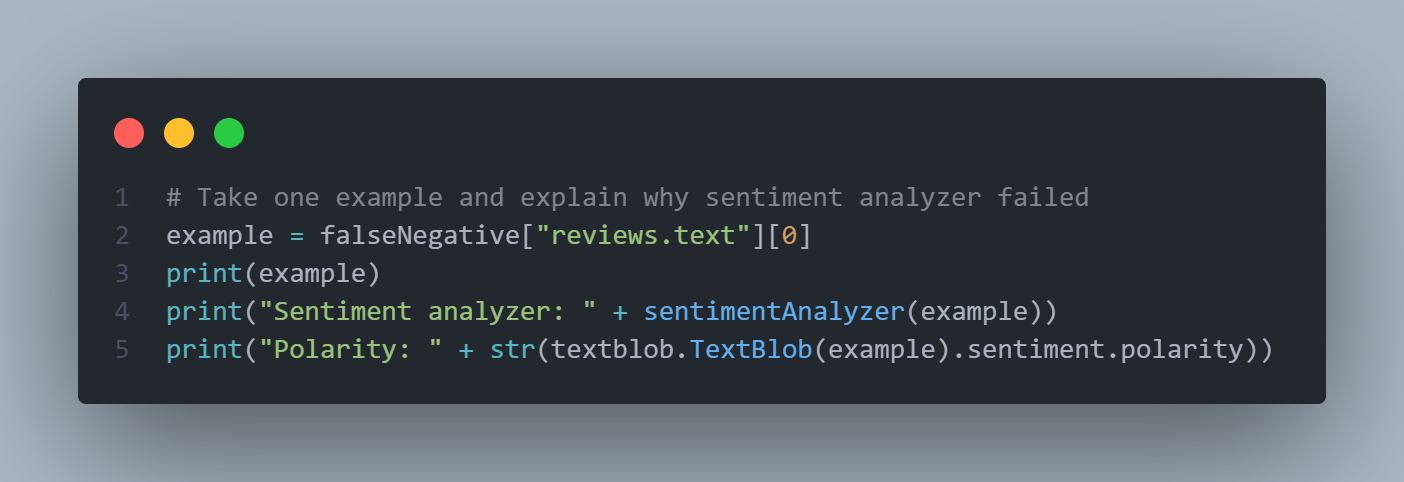 1 # Take one example and explain why sentiment analyzer failed
2 example = falseNegative["reviews.text"][0]
3 print(example)
4 print("Sentiment analyzer: " + sentimentAnalyzer(example))
5 print("Polarity: " + str(textblob.TextBlob(example).sentiment.polarity))